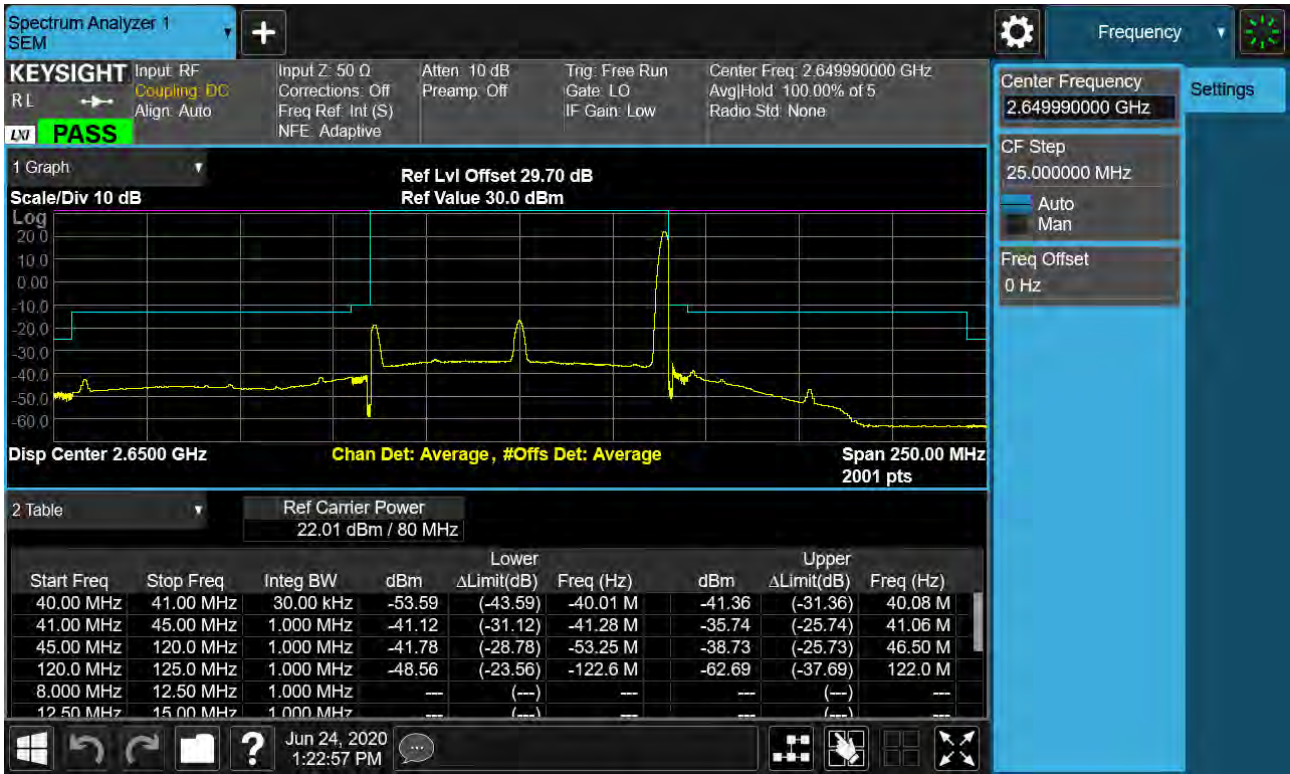 Spectrum Analyzer 1
SEM
+
Frequency
KEYSIGHT
RL
LXI PASS
Input: RF
Coupling: DC
Align: Auto
Input Z: 50 Ω
Corrections: Off
Freq Ref: Int (S)
NFE: Adaptive
Atten: 10 dB
Preamp: Off
Trig: Free Run
Gate: LO
IF Gain: Low
Center Freq: 2.649990000 GHz
Avg|Hold: 100.00% of 5
Radio Std: None
Center Frequency
2.649990000 GHz
Settings
CF Step
25.000000 MHz
Auto
Man
Freq Offset
0 Hz
1 Graph
Scale/Div 10 dB
Ref Lvl Offset 29.70 dB
Ref Value 30.0 dBm
Log
20.0
10.0
0.00
-10.0
-20.0
-30.0
-40.0
-50.0
-60.0
Disp Center 2.6500 GHz
Chan Det: Average, #Offs Det: Average
Span 250.00 MHz
2001 pts
2 Table
Ref Carrier Power
22.01 dBm / 80 MHz
Lower Upper
Start Freq Stop Freq Integ BW dBm ΔLimit(dB) Freq (Hz) dBm ΔLimit(dB) Freq (Hz)
40.00 MHz 41.00 MHz 30.00 kHz -53.59 (-43.59) -40.01 M -41.36 (-31.36) 40.08 M
41.00 MHz 45.00 MHz 1.000 MHz -41.12 (-31.12) -41.28 M -35.74 (-25.74) 41.06 M
45.00 MHz 120.0 MHz 1.000 MHz -41.78 (-28.78) -53.25 M -38.73 (-25.73) 46.50 M
120.0 MHz 125.0 MHz 1.000 MHz -48.56 (-23.56) -122.6 M -62.69 (-37.69) 122.0 M
8.000 MHz 12.50 MHz 1.000 MHz --- (---) --- --- (---) ---
12.50 MHz 15.00 MHz 1.000 MHz --- (---) --- --- (---) ---
?
Jun 24, 2020
1:22:57 PM